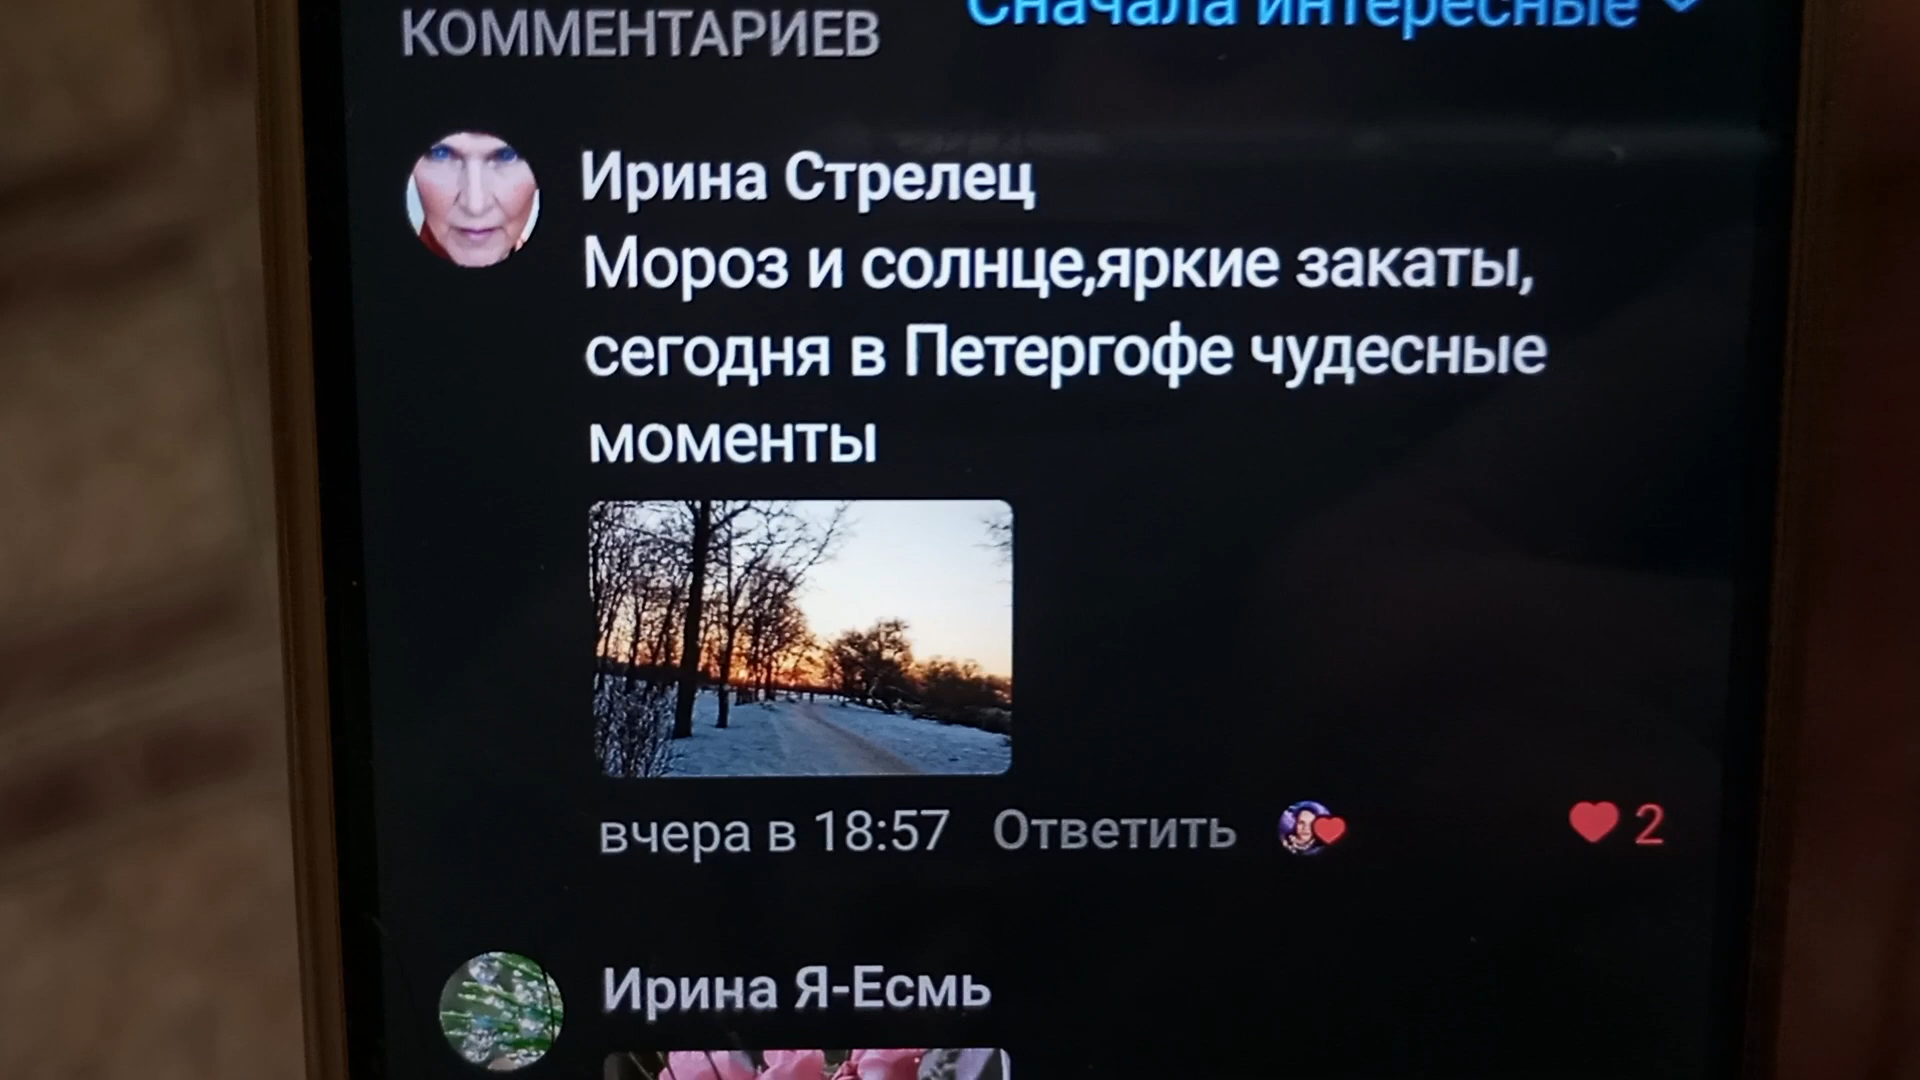 КОММЕНТАРИЕВ Сначала интересные
Ирина Стрелец
Мороз и солнце,яркие закаты,
сегодня в Петергофе чудесные
моменты
вчера в 18:57 Ответить 2
Ирина Я-Есмь